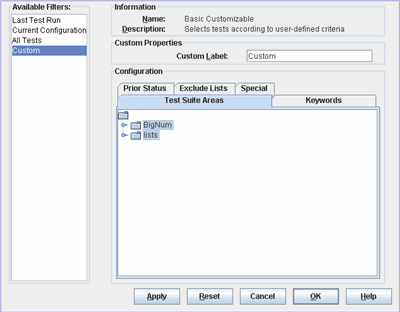 Available Filters:
Last Test Run
Current Configuration
All Tests
Custom
Information
Name: Basic Customizable
Description: Selects tests according to user-defined criteria
Custom Properties
Custom Label: Custom
Configuration
Prior Status Exclude Lists Special
Test Suite Areas Keywords
BigNum
lists
Apply Reset Cancel OK Help